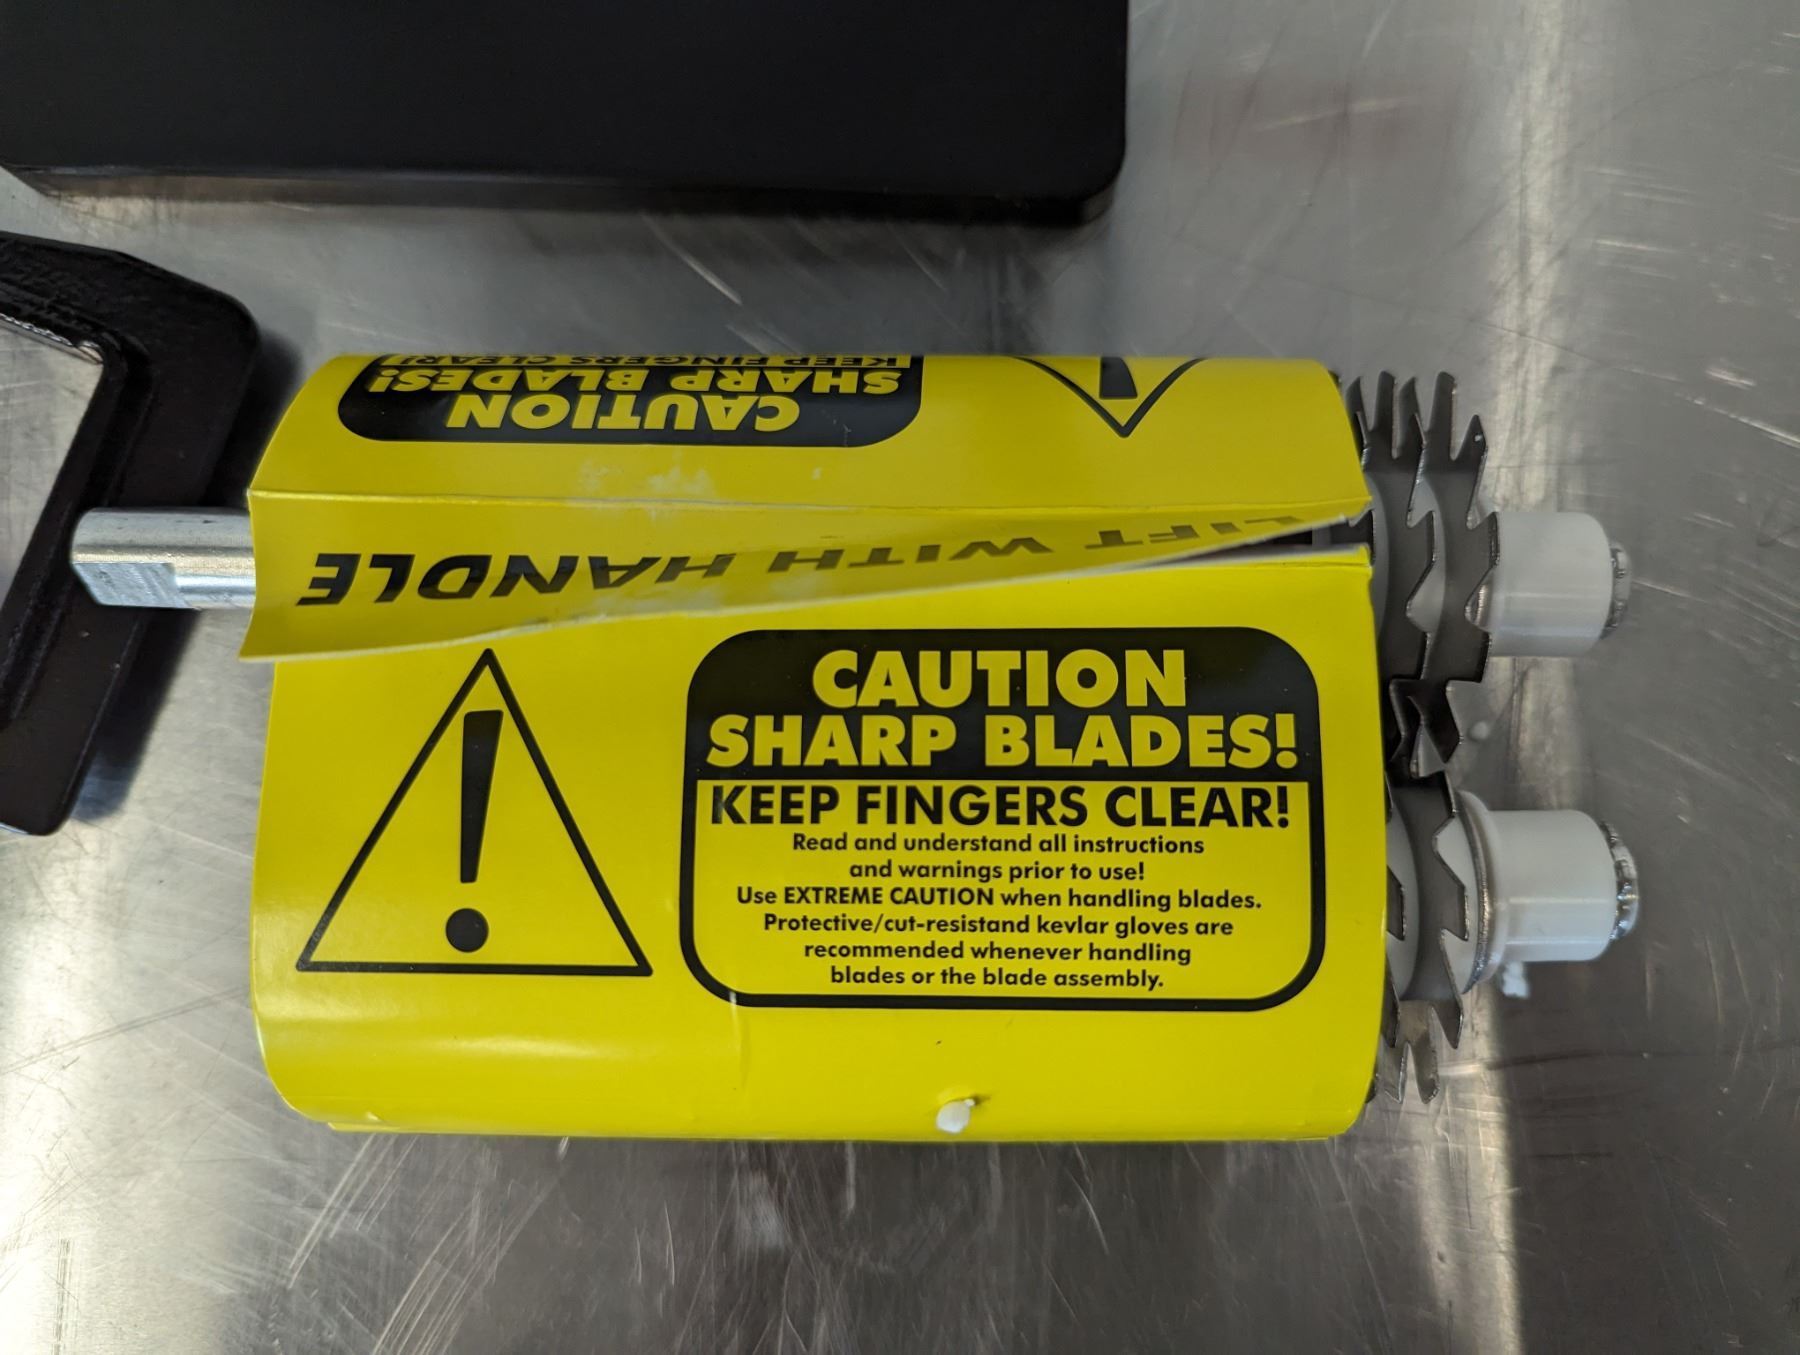 KEEP FINGERS CLEAR!
SHARP BLADES!
CAUTION
LIFT WITH HANDLE
CAUTION
SHARP BLADES!
KEEP FINGERS CLEAR!
Read and understand all instructions
and warnings prior to use!
Use EXTREME CAUTION when handling blades.
Protective/cut-resistand kevlar gloves are
recommended whenever handling
blades or the blade assembly.